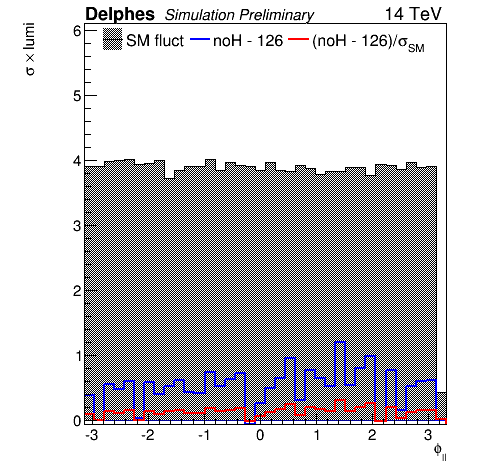 Delphes Simulation Preliminary 14 TeV
σ × lumi
SM fluct noH - 126 (noH - 126)/σSM
6
5
4
3
2
1
0
-3 -2 -1 0 1 2 3
ϕ||